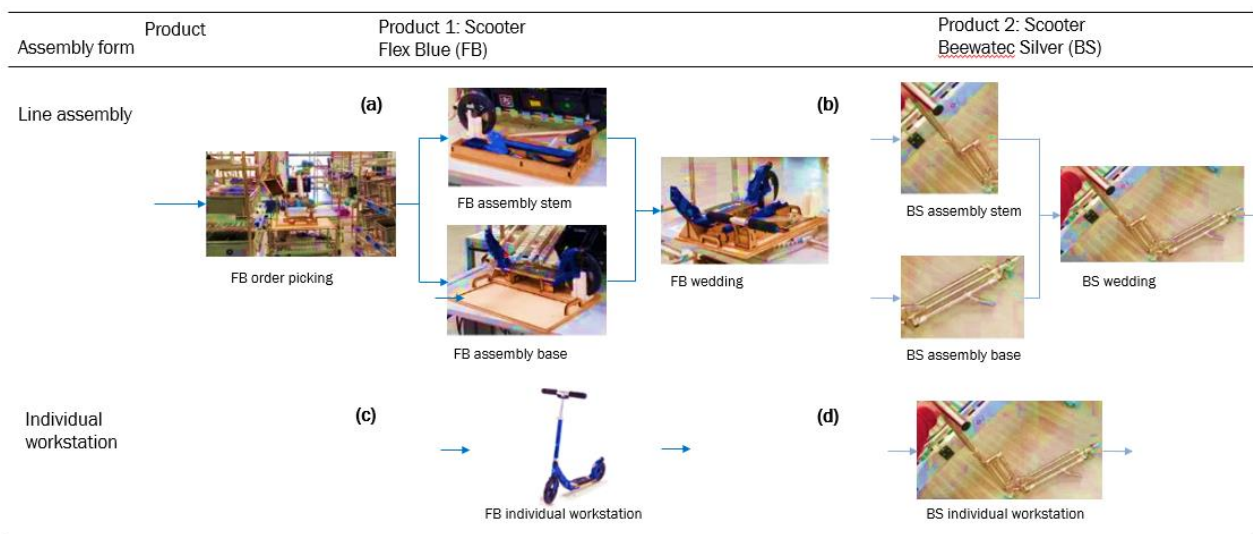 Product
Assembly form
Product 1: Scooter
Flex Blue (FB)
Product 2: Scooter
Beewatec Silver (BS)
Line assembly
(a)
(b)
FB order picking
FB assembly stem
FB assembly base
FB wedding
BS assembly stem
BS assembly base
BS wedding
Individual
workstation
(c)
(d)
FB individual workstation
BS individual workstation